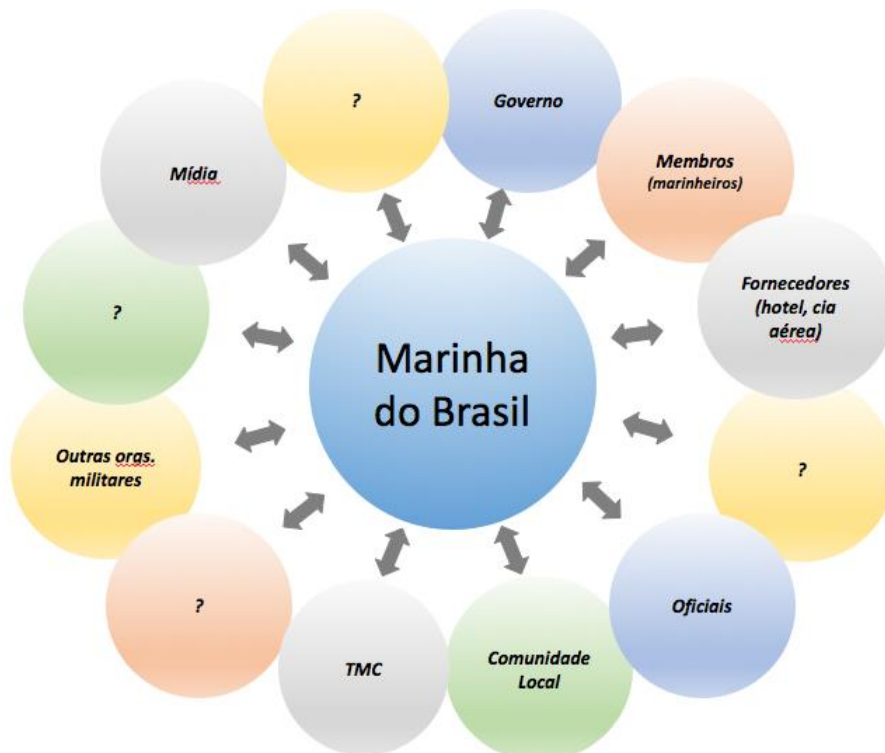 ?
Governo
Mídia
Membros
(marinheiros)
?
Fornecedores
(hotel, cia
aérea)
Marinha
do Brasil
Outras orgs.
militares
?
?
Oficiais
TMC
Comunidade
Local